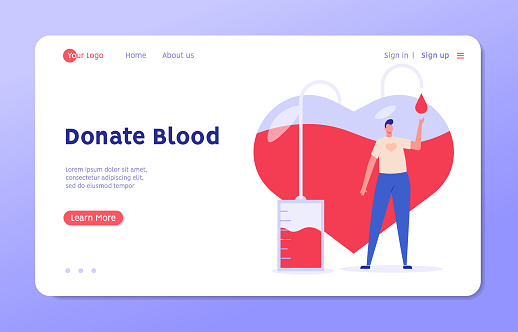 Your Logo
Home
About us
Sign in |
Sign up
Donate Blood
Lorem ipsum dolor sit amet,
consectetur adipiscing elit,
sed do eiusmod tempor.
Learn More